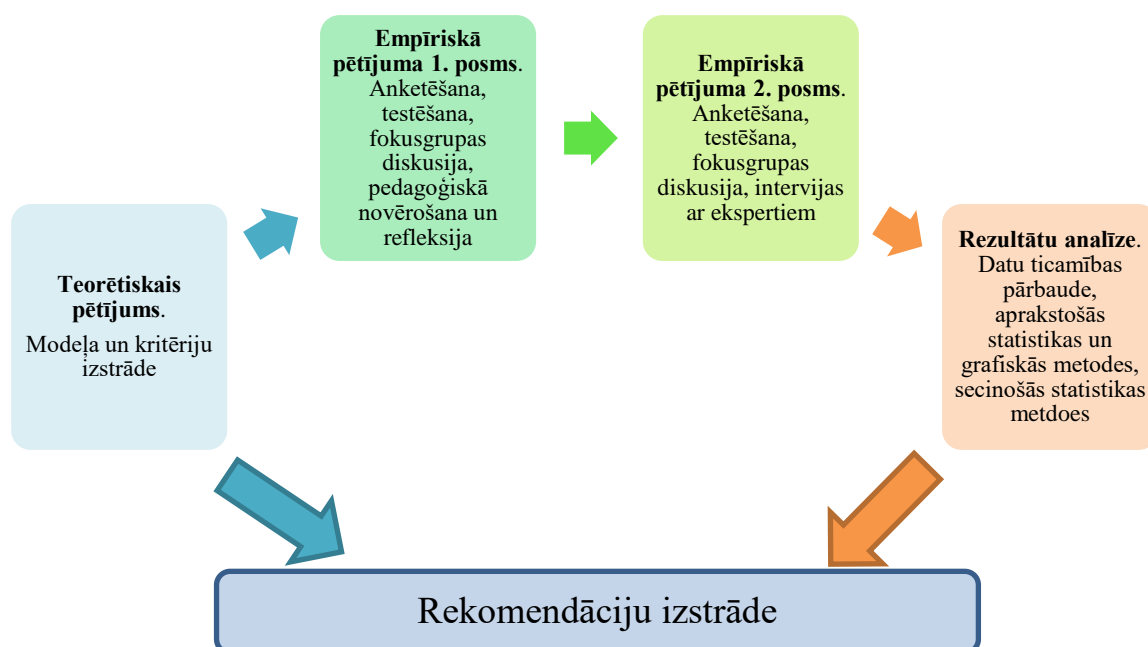 Teorētiskais
pētījums.
Modeļa un kritēriju
izstrāde
Empīriskā
pētījuma 1. posms.
Anketēšana,
testēšana,
fokusgrupas
diskusija,
pedagoģiskā
novērošana un
refleksija
Empīriskā
pētījuma 2. posms.
Anketēšana,
testēšana,
fokusgrupas
diskusija, intervijas
ar ekspertiem
Rezultātu analīze.
Datu ticamības
pārbaude,
aprakstošās
statistikas un
grafiskās metodes,
secinošās statistikas
metdoes
Rekomendāciju izstrāde